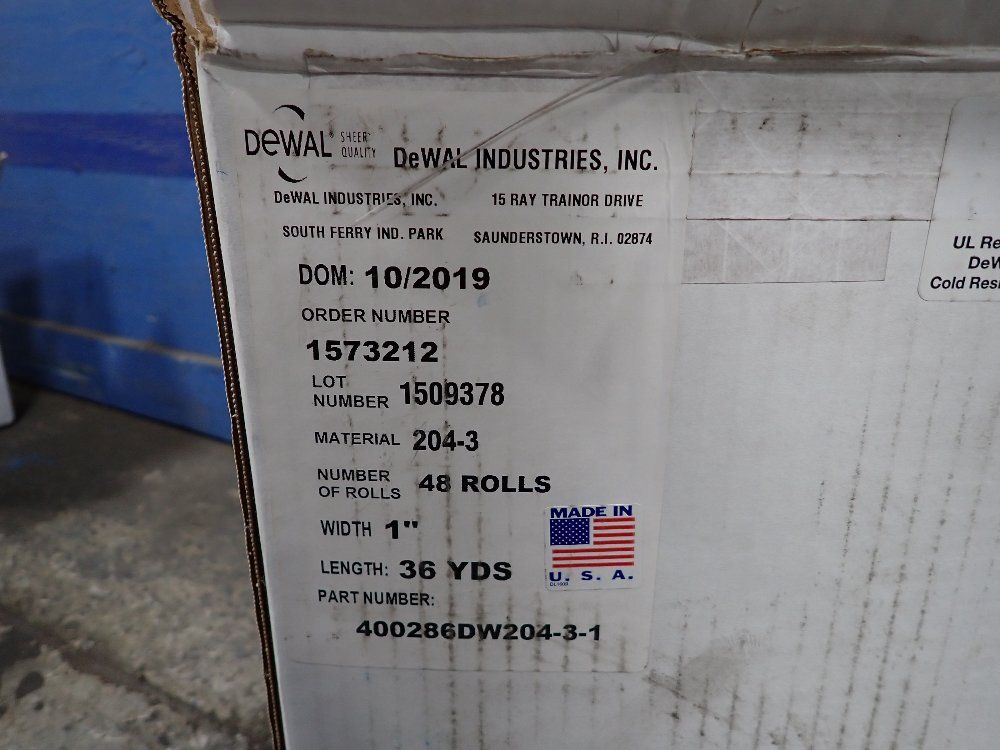 DeWAL® SHEER QUALITY DeWAL INDUSTRIES, INC.
DeWAL INDUSTRIES, INC. 15 RAY TRAINOR DRIVE
SOUTH FERRY IND. PARK SAUNDERSTOWN, R.I. 02874
DOM: 10/2019
ORDER NUMBER
1573212
LOT
NUMBER 1509378
MATERIAL 204-3
NUMBER
OF ROLLS 48 ROLLS
WIDTH 1"
LENGTH: 36 YDS
PART NUMBER:
400286DW204-3-1
MADE IN
U. S. A.
UL Re
DeW
Cold Resi